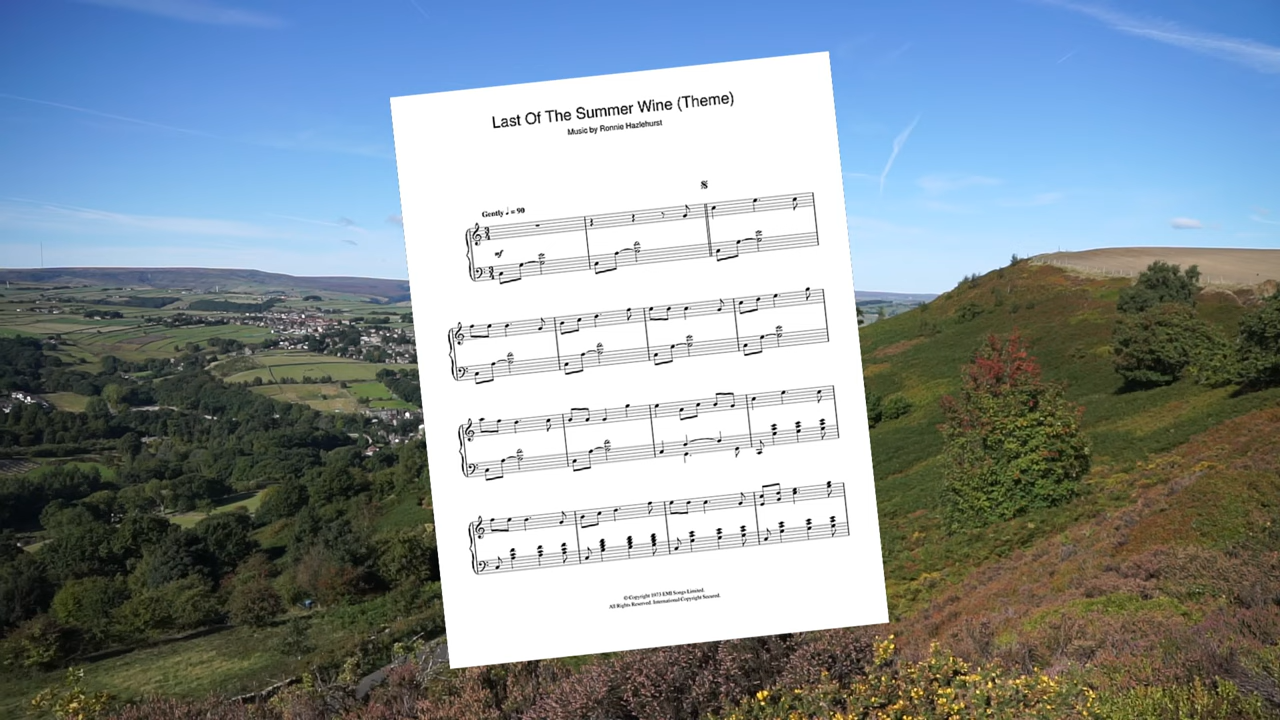 Last Of The Summer Wine (Theme)
Music by Ronnie Hazlehurst
Gently ♩ = 90
mf
© Copyright 1973 EMI Songs Limited.
All Rights Reserved. International Copyright Secured.